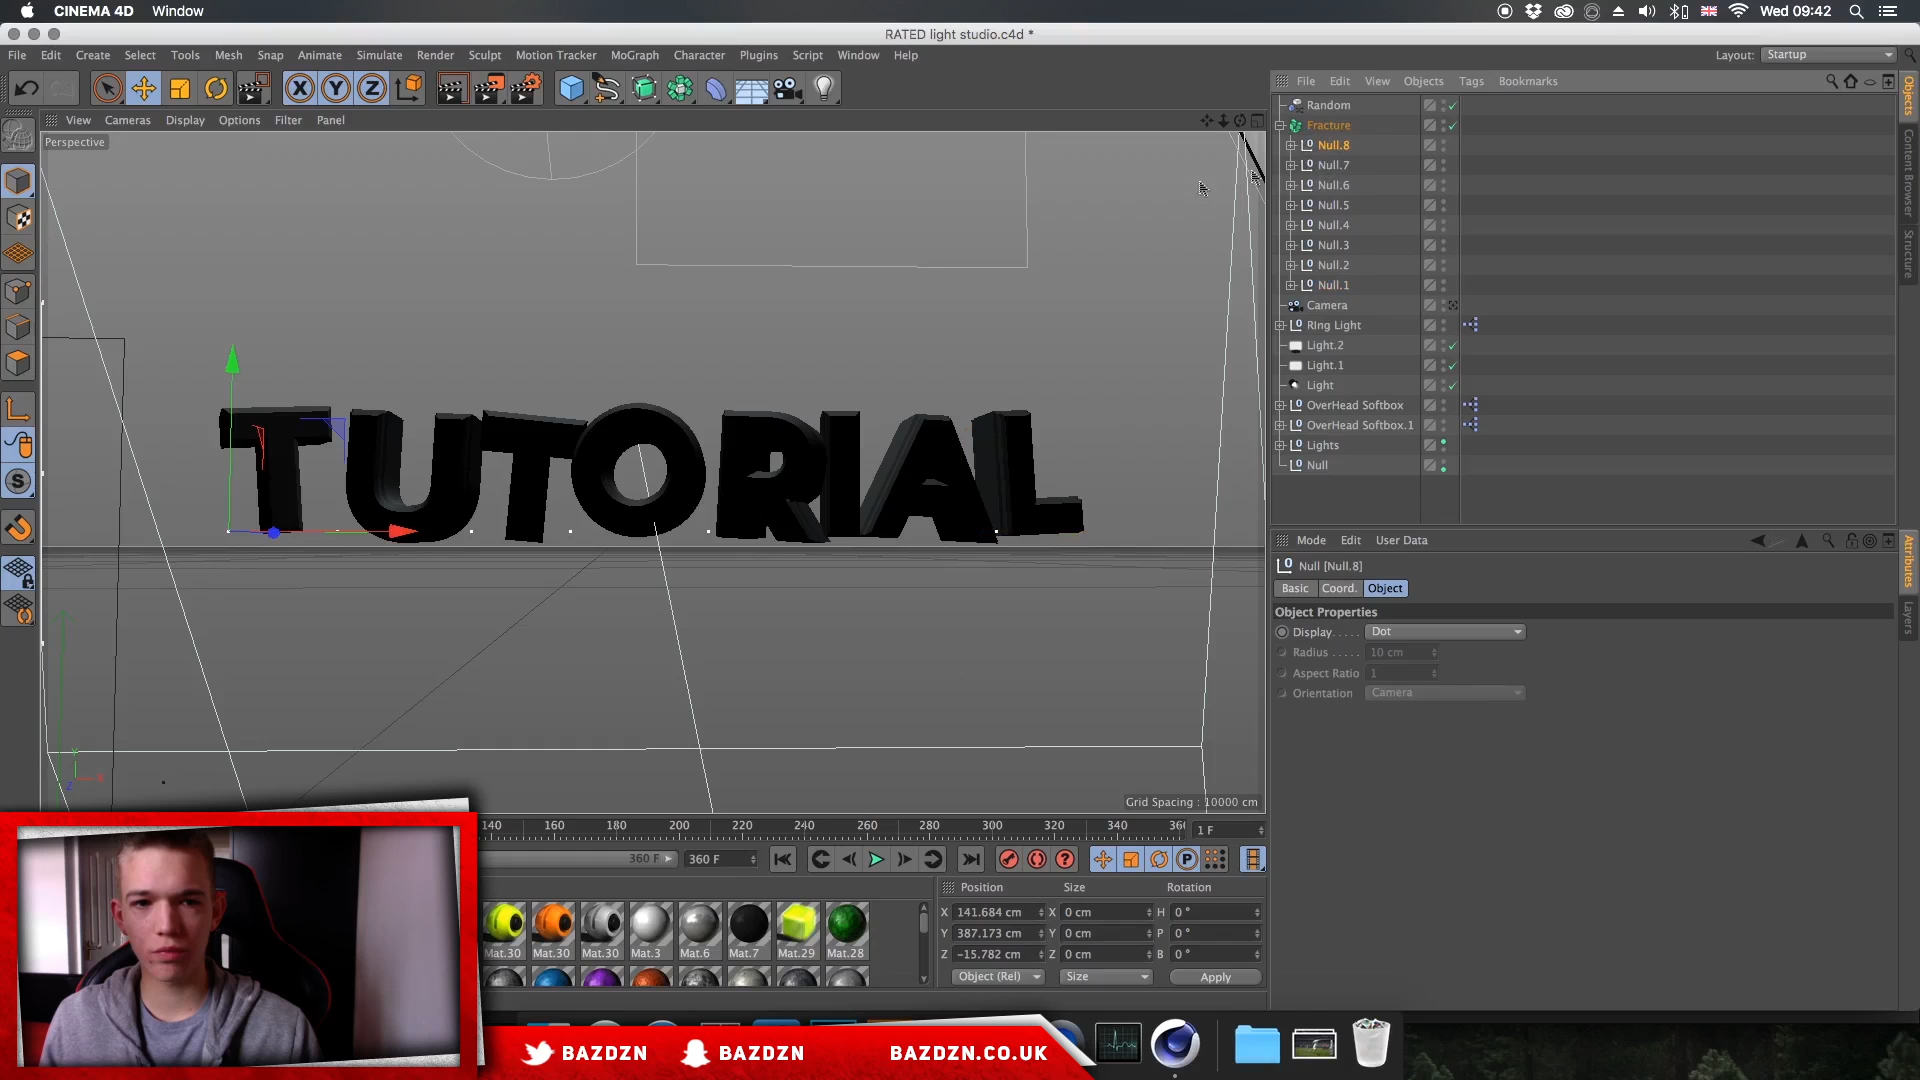 CINEMA 4D Window
Wed 09:42
RATED light studio.c4d *
File Edit Create Select Tools Mesh Snap Animate Simulate Render Sculpt Motion Tracker MoGraph Character Plugins Script Window Help
Layout: Startup
X Y Z
File Edit View Objects Tags Bookmarks
View Cameras Display Options Filter Panel
Perspective
Random
Fracture
Null.8
Null.7
Null.6
Null.5
Null.4
Null.3
Null.2
Null.1
Camera
RIng Light
Light.2
Light.1
Light
OverHead Softbox
OverHead Softbox.1
Lights
Null
Objects
Content Browser
Structure
TUTORIAL
Grid Spacing : 10000 cm
Mode Edit User Data
Null [Null.8]
Basic Coord. Object
Object Properties
Display..... Dot
Radius ..... 10 cm
Aspect Ratio 1
Orientation Camera
Attributes
Layers
140 160 180 200 220 240 260 280 300 320 340 36
1 F
360 F 360 F
Position Size Rotation
X 141.684 cm X 0 cm H 0 °
Y 387.173 cm Y 0 cm P 0 °
Z -15.782 cm Z 0 cm B 0 °
Object (Rel) Size Apply
Mat.30 Mat.30 Mat.30 Mat.3 Mat.6 Mat.7 Mat.29 Mat.28
BAZDZN BAZDZN BAZDZN.CO.UK